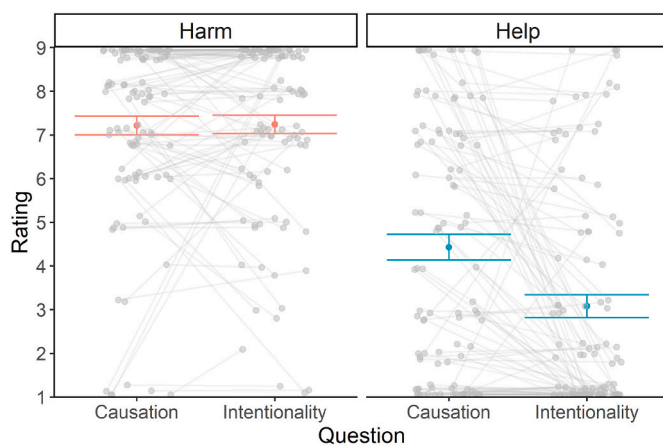 Harm
Help
Rating
9
8
7
6
5
4
3
2
1
Causation
Intentionality
Causation
Intentionality
Question